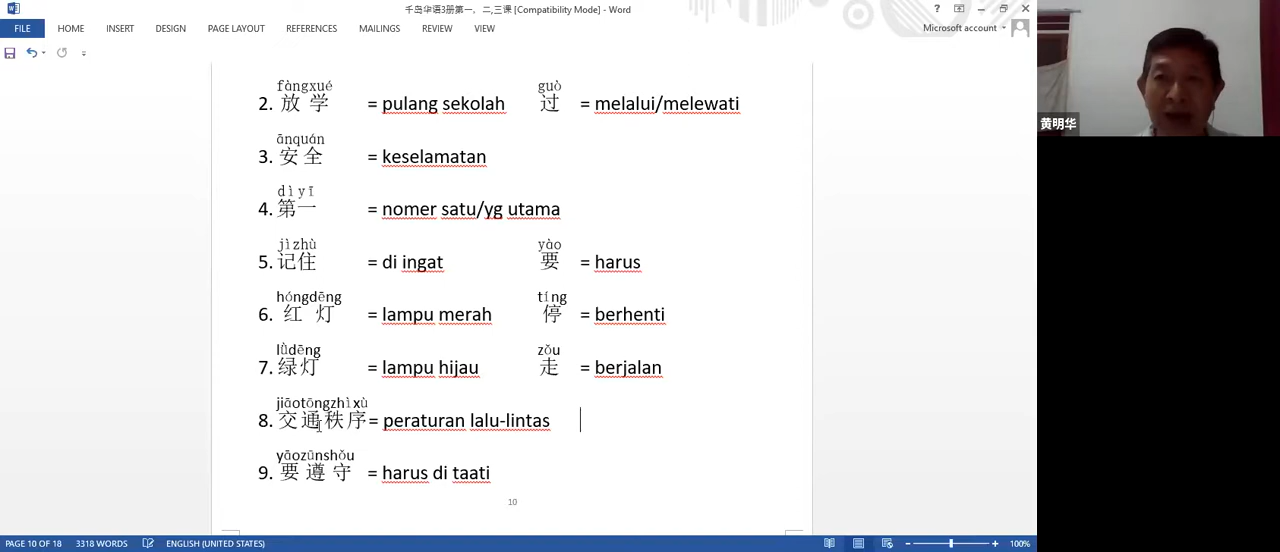 千岛华语3册第一、二,三课 [Compatibility Mode] - Word
FILE HOME INSERT DESIGN PAGE LAYOUT REFERENCES MAILINGS REVIEW VIEW
Microsoft account
黄明华
fàngxué guò
2. 放 学 = pulang sekolah 过 = melalui/melewati
ānquán
3. 安 全 = keselamatan
dìyī
4. 第一 = nomer satu/yg utama
jìzhù yào
5. 记住 = di ingat 要 = harus
hóngdēng tíng
6. 红 灯 = lampu merah 停 = berhenti
lǜdēng zǒu
7. 绿灯 = lampu hijau 走 = berjalan
jiāotōngzhìxù
8. 交通秩序= peraturan lalu-lintas
yāozūnshǒu
9. 要 遵 守 = harus di taati
10
PAGE 10 OF 18 3318 WORDS ENGLISH (UNITED STATES) 100%